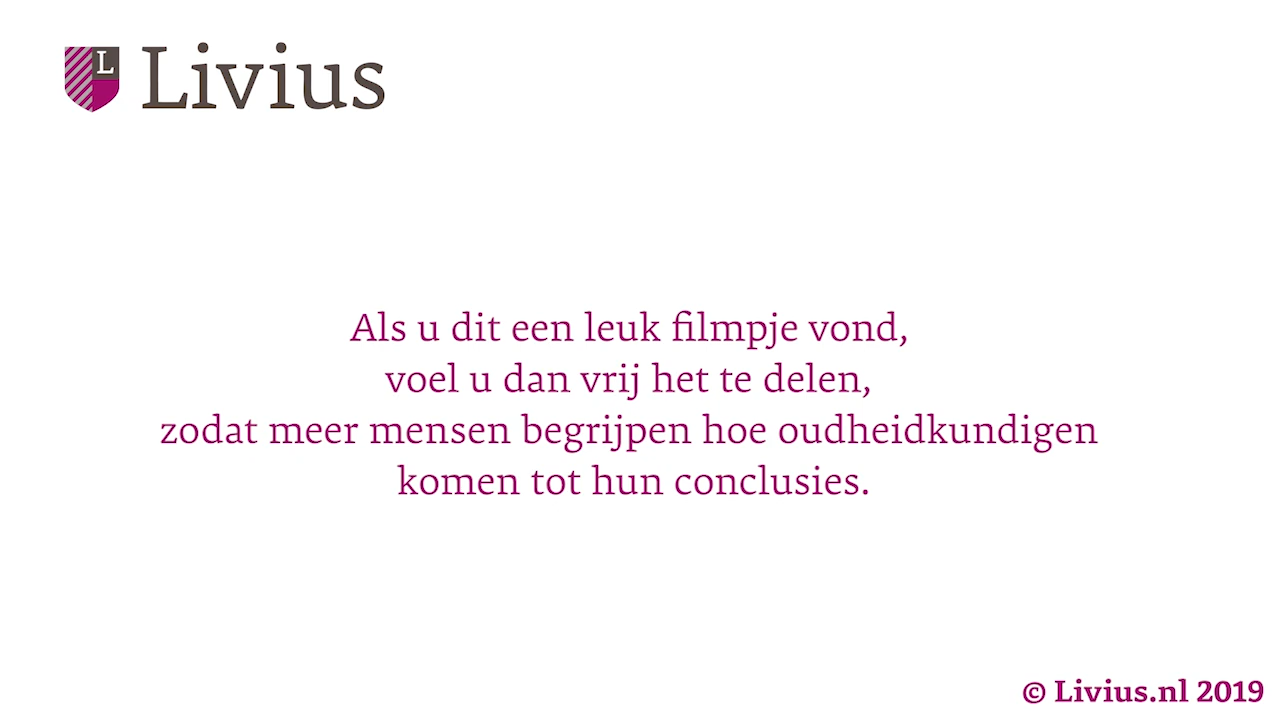 L
Livius
Als u dit een leuk filmpje vond,
voel u dan vrij het te delen,
zodat meer mensen begrijpen hoe oudheidkundigen
komen tot hun conclusies.
© Livius.nl 2019